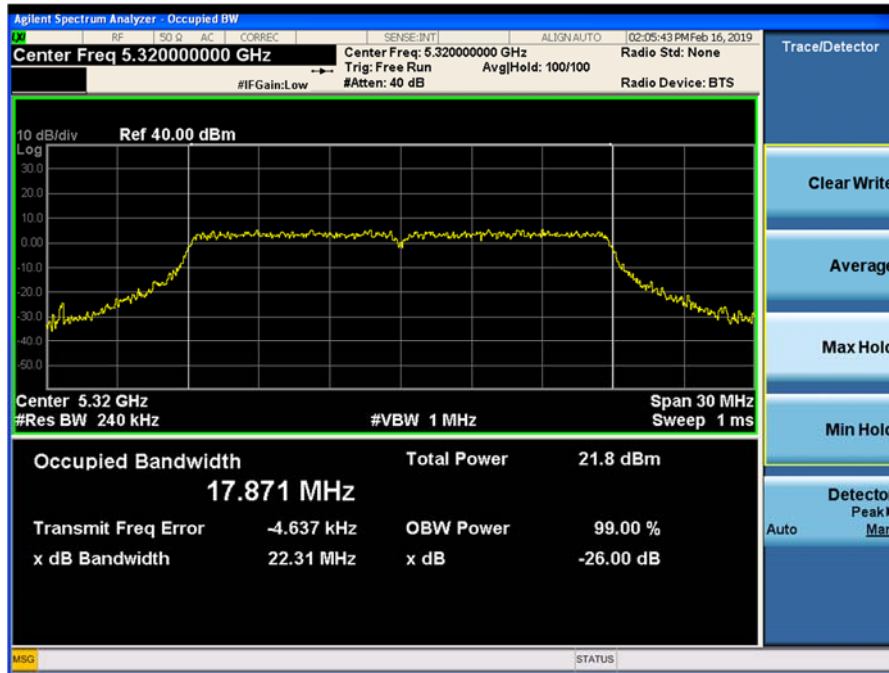 Agilent Spectrum Analyzer - Occupied BW
LXI RF 50 Ω AC CORREC SENSE:INT ALIGN AUTO 02:05:43 PM Feb 16, 2019
Center Freq 5.320000000 GHz Center Freq: 5.320000000 GHz Radio Std: None Trace/Detector
Trig: Free Run Avg|Hold: 100/100
#IFGain:Low #Atten: 40 dB Radio Device: BTS
10 dB/div Ref 40.00 dBm
Log
30.0
20.0
10.0
0.00
-10.0
-20.0
-30.0
-40.0
-50.0
Center 5.32 GHz Span 30 MHz
#Res BW 240 kHz #VBW 1 MHz Sweep 1 ms
Clear Write
Average
Max Hold
Min Hold
Detector
Peak
Auto Man
Occupied Bandwidth Total Power 21.8 dBm
17.871 MHz
Transmit Freq Error -4.637 kHz OBW Power 99.00 %
x dB Bandwidth 22.31 MHz x dB -26.00 dB
MSG STATUS